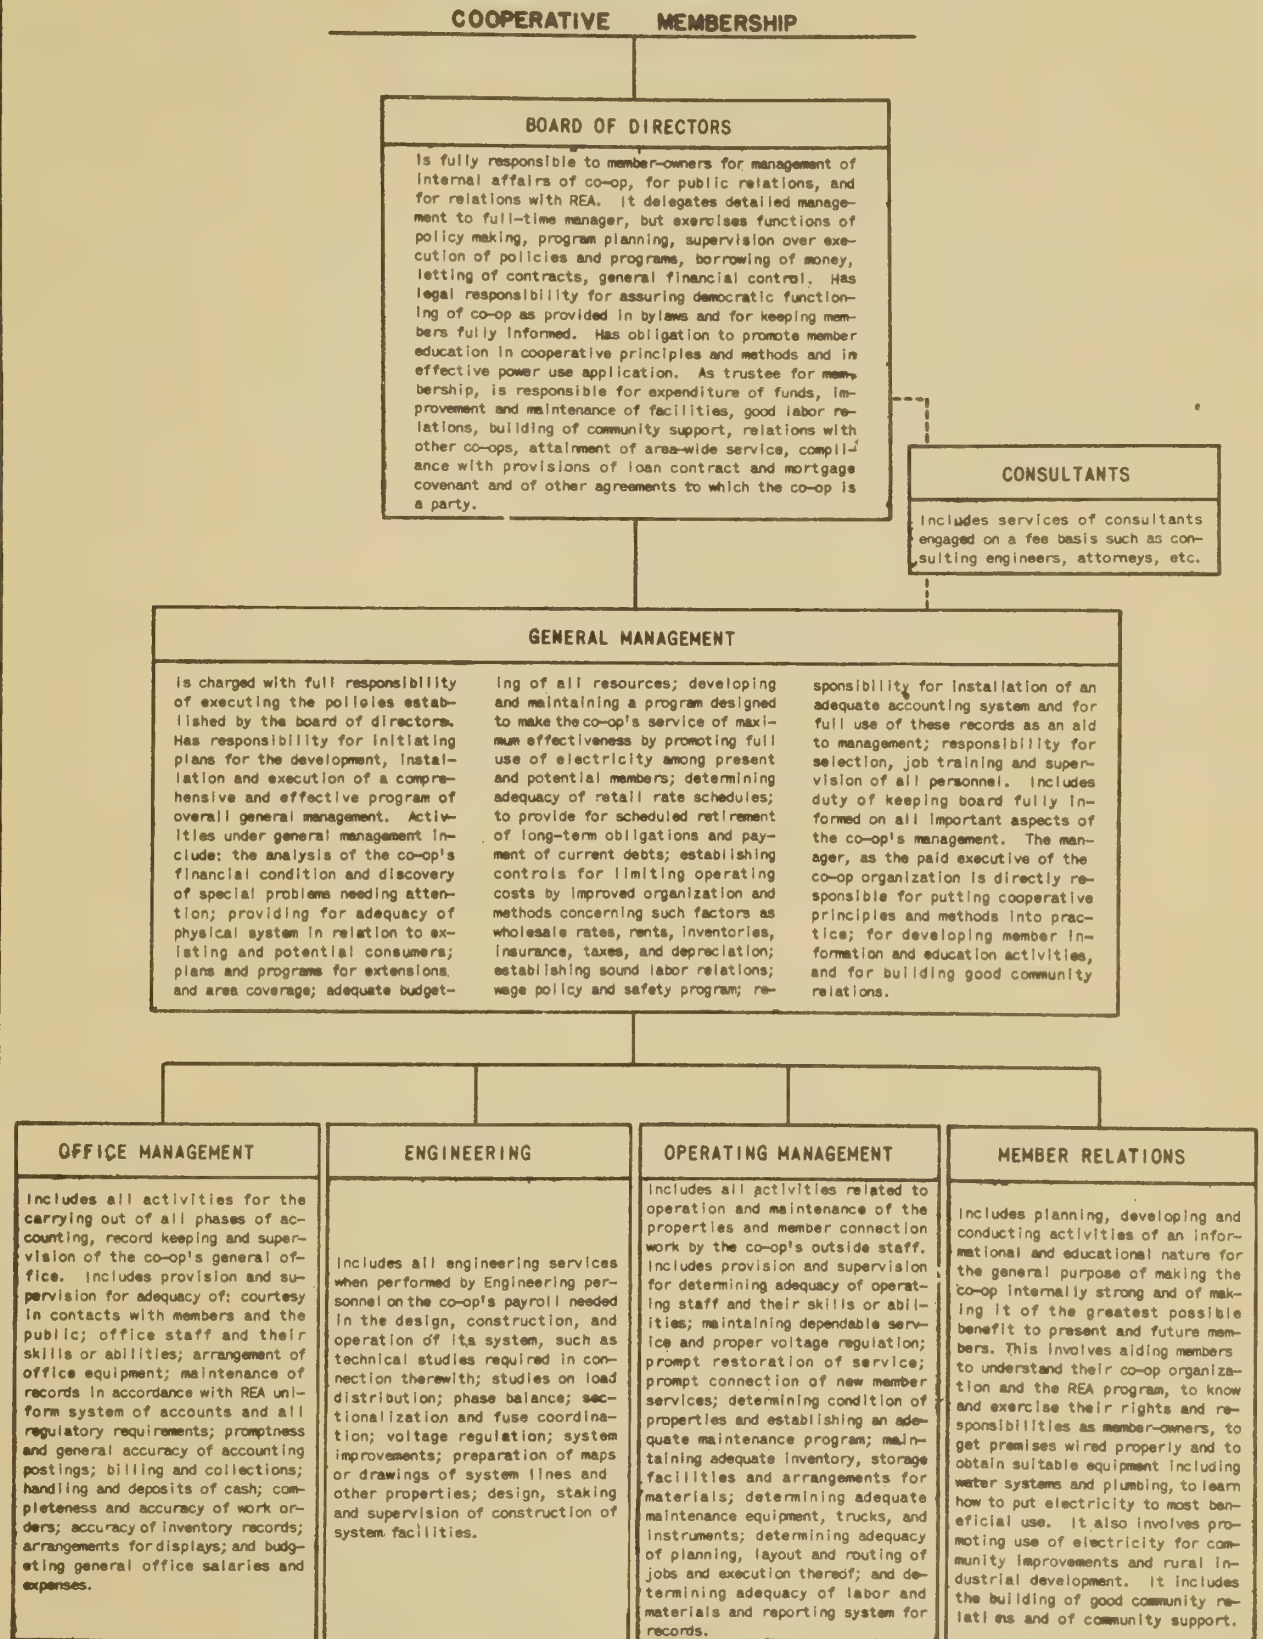 COOPERATIVE MEMBERSHIP
BOARD OF DIRECTORS
is fully responsible to member-owners for management of
internal affairs of co-op, for public relations, and
for relations with REA. It delegates detailed manage-
ment to full-time manager, but exercises functions of
policy making, program planning, supervision over exe-
cution of policies and programs, borrowing of money,
letting of contracts, general financial control. Has
legal responsibility for assuring democratic function-
ing of co-op as provided in bylaws and for keeping mem-
bers fully informed. Has obligation to promote member
education in cooperative principles and methods and in
effective power use application. As trustee for mem-
bership, is responsible for expenditure of funds, im-
provement and maintenance of facilities, good labor re-
lations, building of community support, relations with
other co-ops, attainment of area-wide service, compli-
ance with provisions of loan contract and mortgage
covenant and of other agreements to which the co-op is
a party.
CONSULTANTS
Includes services of consultants
engaged on a fee basis such as con-
sulting engineers, attorneys, etc.
GENERAL MANAGEMENT
is charged with full responsibility
of executing the policies estab-
lished by the board of directors.
Has responsibility for initiating
plans for the development, instal-
lation and execution of a compre-
hensive and effective program of
overall general management. Activ-
ities under general management in-
clude: the analysis of the co-op's
financial condition and discovery
of special problems needing atten-
tion; providing for adequacy of
physical system in relation to ex-
isting and potential consumers;
plans and programs for extensions
and area coverage; adequate budget-
ing of all resources; developing
and maintaining a program designed
to make the co-op's service of maxi-
mum effectiveness by promoting full
use of electricity among present
and potential members; determining
adequacy of retail rate schedules;
to provide for scheduled retirement
of long-term obligations and pay-
ment of current debts; establishing
controls for limiting operating
costs by improved organization and
methods concerning such factors as
wholesale rates, rents, inventories,
insurance, taxes, and depreciation;
establishing sound labor relations;
wage policy and safety program; re-
sponsibility for installation of an
adequate accounting system and for
full use of these records as an aid
to management; responsibility for
selection, job training and super-
vision of all personnel. Includes
duty of keeping board fully in-
formed on all important aspects of
the co-op's management. The man-
ager, as the paid executive of the
co-op organization is directly re-
sponsible for putting cooperative
principles and methods into prac-
tice; for developing member in-
formation and education activities,
and for building good community
relations.
OFFICE MANAGEMENT
Includes all activities for the
carrying out of all phases of ac-
counting, record keeping and super-
vision of the co-op's general of-
fice. Includes provision and su-
pervision for adequacy of: courtesy
in contacts with members and the
public; office staff and their
skills or abilities; arrangement of
office equipment; maintenance of
records in accordance with REA uni-
form system of accounts and all
regulatory requirements; promptness
and general accuracy of accounting
postings; billing and collections;
handling and deposits of cash; com-
pleteness and accuracy of work or-
ders; accuracy of inventory records;
arrangements for displays; and budg-
eting general office salaries and
expenses.
ENGINEERING
Includes all engineering services
when performed by Engineering per-
sonnel on the co-op's payroll needed
in the design, construction, and
operation of its system, such as
technical studies required in con-
nection therewith; studies on load
distribution; phase balance; sec-
tionalization and fuse coordina-
tion; voltage regulation; system
improvements; preparation of maps
or drawings of system lines and
other properties; design, staking
and supervision of construction of
system facilities.
OPERATING MANAGEMENT
Includes all activities related to
operation and maintenance of the
properties and member connection
work by the co-op's outside staff.
Includes provision and supervision
for determining adequacy of operat-
ing staff and their skills or abil-
ities; maintaining dependable serv-
ice and proper voltage regulation;
prompt restoration of service;
prompt connection of new member
services; determining condition of
properties and establishing an ade-
quate maintenance program; main-
taining adequate inventory, storage
facilities and arrangements for
materials; determining adequate
maintenance equipment, trucks, and
instruments; determining adequacy
of planning, layout and routing of
jobs and execution thereof; and de-
termining adequacy of labor and
materials and reporting system for
records.
MEMBER RELATIONS
Includes planning, developing and
conducting activities of an infor-
mational and educational nature for
the general purpose of making the
co-op internally strong and of mak-
ing it of the greatest possible
benefit to present and future mem-
bers. This involves aiding members
to understand their co-op organiza-
tion and the REA program, to know
and exercise their rights and re-
sponsibilities as member-owners, to
get premises wired properly and to
obtain suitable equipment including
water systems and plumbing, to learn
how to put electricity to most ben-
eficial use. It also involves pro-
moting use of electricity for com-
munity improvements and rural in-
dustrial development. It includes
the building of good community re-
lations and of community support.